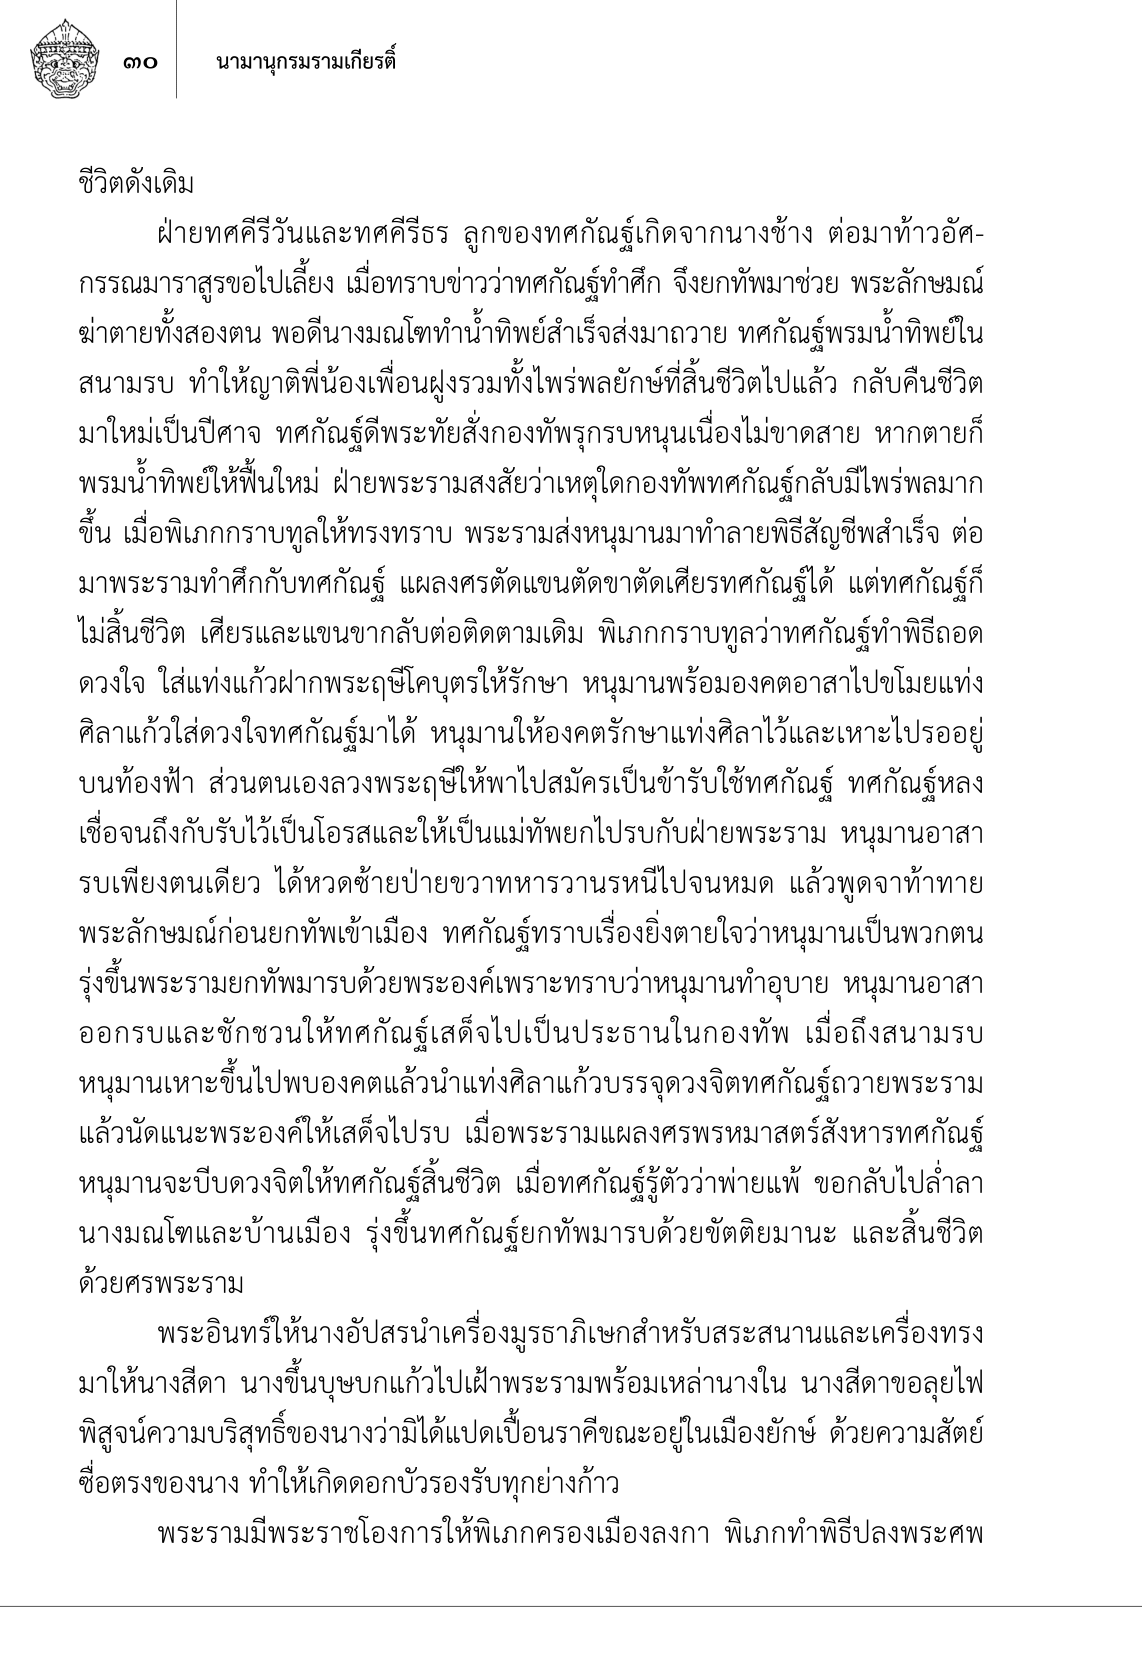 ๓๐ นามานุกรมรามเกียรติ์
ชีวิตดังเดิม
ฝ่ายทศคีรีวันและทศคีรีธร ลูกของทศกัณฐ์เกิดจากนางช้าง ต่อมาท้าวอัศ-
กรรณมาราสูรขอไปเลี้ยง เมื่อทราบข่าวว่าทศกัณฐ์ทำศึก จึงยกทัพมาช่วย พระลักษมณ์
ฆ่าตายทั้งสองตน พอดีนางมณโฑทำน้ำทิพย์สำเร็จส่งมาถวาย ทศกัณฐ์พรมน้ำทิพย์ใน
สนามรบ ทำให้ญาติพี่น้องเพื่อนฝูงรวมทั้งไพร่พลยักษ์ที่สิ้นชีวิตไปแล้ว กลับคืนชีวิต
มาใหม่เป็นปีศาจ ทศกัณฐ์ดีพระทัยสั่งกองทัพรุกรบหนุนเนื่องไม่ขาดสาย หากตายก็
พรมน้ำทิพย์ให้ฟื้นใหม่ ฝ่ายพระรามสงสัยว่าเหตุใดกองทัพทศกัณฐ์กลับมีไพร่พลมาก
ขึ้น เมื่อพิเภกกราบทูลให้ทรงทราบ พระรามส่งหนุมานมาทำลายพิธีสัญชีพสำเร็จ ต่อ
มาพระรามทำศึกกับทศกัณฐ์ แผลงศรตัดแขนตัดขาตัดเศียรทศกัณฐ์ได้ แต่ทศกัณฐ์ก็
ไม่สิ้นชีวิต เศียรและแขนขากลับต่อติดตามเดิม พิเภกกราบทูลว่าทศกัณฐ์ทำพิธีถอด
ดวงใจ ใส่แท่งแก้วฝากพระฤษีโคบุตรให้รักษา หนุมานพร้อมองคตอาสาไปขโมยแท่ง
ศิลาแก้วใส่ดวงใจทศกัณฐ์มาได้ หนุมานให้องคตรักษาแท่งศิลาไว้และเหาะไปรออยู่
บนท้องฟ้า ส่วนตนเองลวงพระฤษีให้พาไปสมัครเป็นข้ารับใช้ทศกัณฐ์ ทศกัณฐ์หลง
เชื่อจนถึงกับรับไว้เป็นโอรสและให้เป็นแม่ทัพยกไปรบกับฝ่ายพระราม หนุมานอาสา
รบเพียงตนเดียว ได้หวดซ้ายป่ายขวาทหารวานรหนีไปจนหมด แล้วพูดจาท้าทาย
พระลักษมณ์ก่อนยกทัพเข้าเมือง ทศกัณฐ์ทราบเรื่องยิ่งตายใจว่าหนุมานเป็นพวกตน
รุ่งขึ้นพระรามยกทัพมารบด้วยพระองค์เพราะทราบว่าหนุมานทำอุบาย หนุมานอาสา
ออกรบและชักชวนให้ทศกัณฐ์เสด็จไปเป็นประธานในกองทัพ เมื่อถึงสนามรบ
หนุมานเหาะขึ้นไปพบองคตแล้วนำแท่งศิลาแก้วบรรจุดวงจิตทศกัณฐ์ถวายพระราม
แล้วนัดแนะพระองค์ให้เสด็จไปรบ เมื่อพระรามแผลงศรพรหมาสตร์สังหารทศกัณฐ์
หนุมานจะบีบดวงจิตให้ทศกัณฐ์สิ้นชีวิต เมื่อทศกัณฐ์รู้ตัวว่าพ่ายแพ้ ขอกลับไปล่ำลา
นางมณโฑและบ้านเมือง รุ่งขึ้นทศกัณฐ์ยกทัพมารบด้วยขัตติยมานะ และสิ้นชีวิต
ด้วยศรพระราม
พระอินทร์ให้นางอัปสรนำเครื่องมูรธาภิเษกสำหรับสระสนานและเครื่องทรง
มาให้นางสีดา นางขึ้นบุษบกแก้วไปเฝ้าพระรามพร้อมเหล่านางใน นางสีดาขอลุยไฟ
พิสูจน์ความบริสุทธิ์ของนางว่ามิได้แปดเปื้อนราคีขณะอยู่ในเมืองยักษ์ ด้วยความสัตย์
ซื่อตรงของนาง ทำให้เกิดดอกบัวรองรับทุกย่างก้าว
พระรามมีพระราชโองการให้พิเภกครองเมืองลงกา พิเภกทำพิธีปลงพระศพ